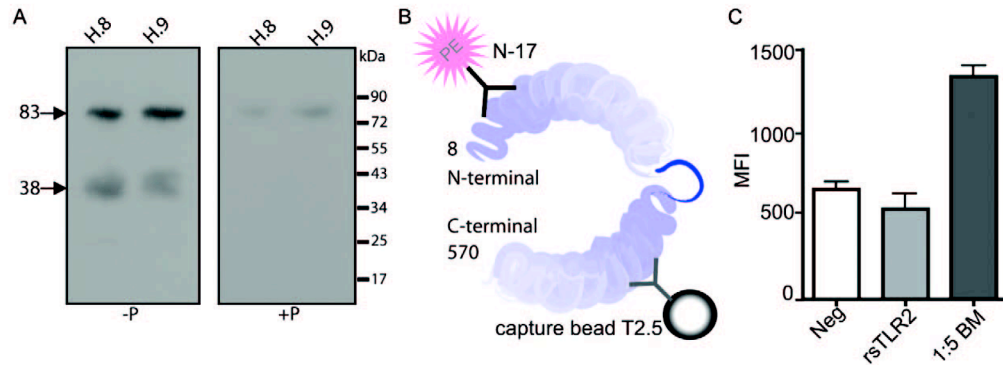 A
H.8
H.9
H.8
H.9
kDa
83
38
90
72
55
43
34
25
17
-P
+P
B
PE
N-17
8
N-terminal
C-terminal
570
capture bead T2.5
C
MFI
1500
1000
500
0
Neg
rsTLR2
1:5 BM